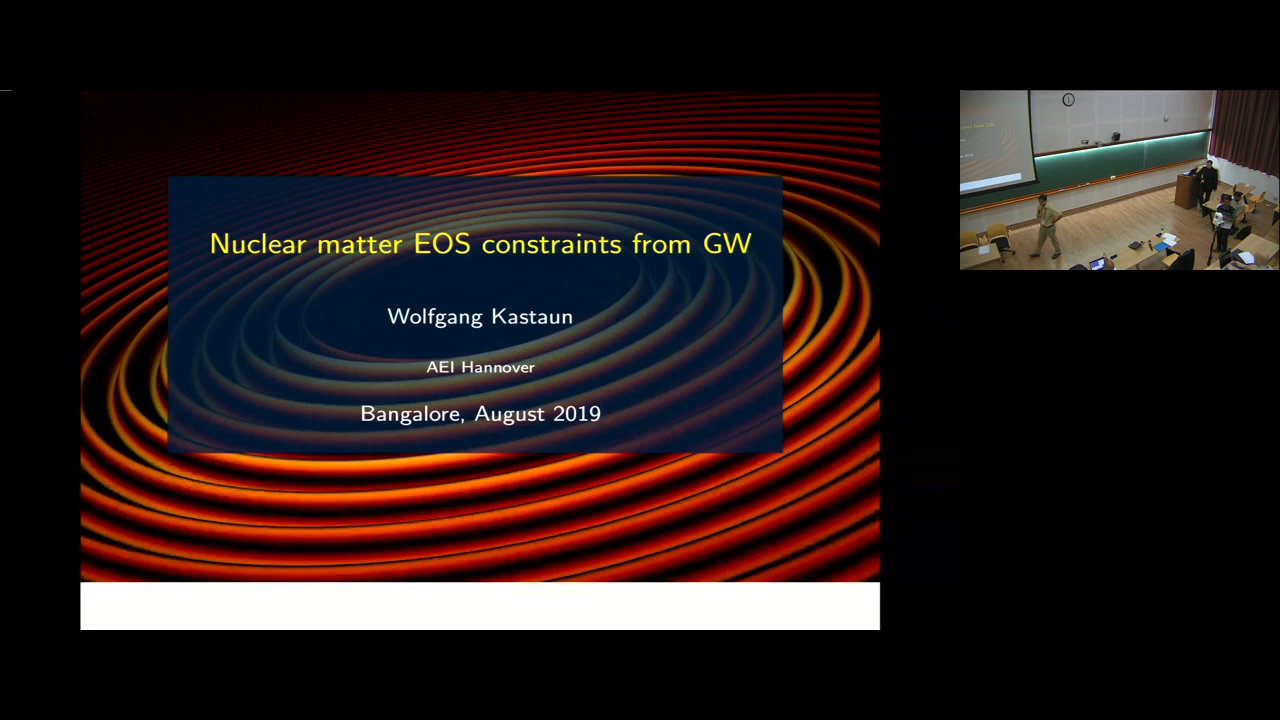 Nuclear matter EOS constraints from GW
Wolfgang Kastaun
AEI Hannover
Bangalore, August 2019